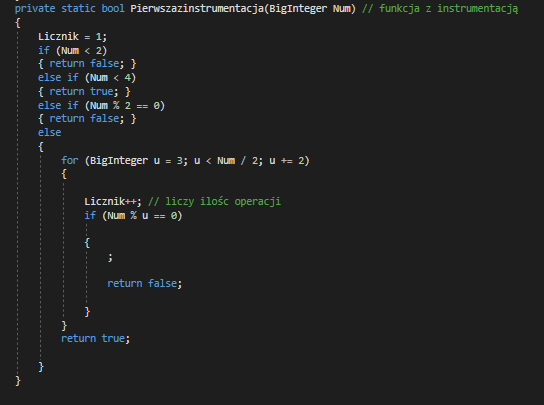 private static bool Pierwszazinstrumentacja(BigInteger Num) // funkcja z instrumentacją
{
Licznik = 1;
if (Num < 2)
{ return false; }
else if (Num < 4)
{ return true; }
else if (Num % 2 == 0)
{ return false; }
else
{
for (BigInteger u = 3; u < Num / 2; u += 2)
{
Licznik++; // liczy ilośc operacji
if (Num % u == 0)
{
;
return false;
}
}
return true;
}
}